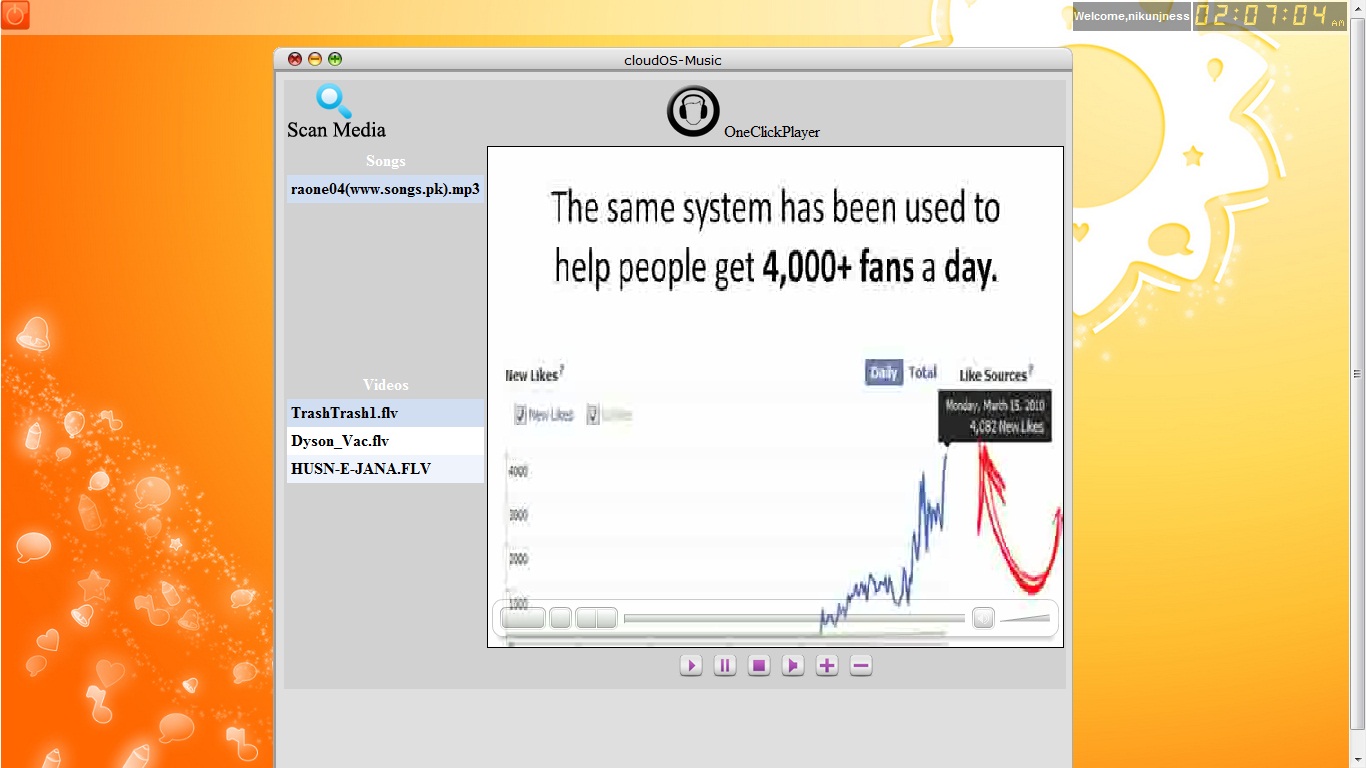 Welcome,nikunjness
02:07:04 AM
cloudOS-Music
Scan Media
OneClickPlayer
Songs
raone04(www.songs.pk).mp3
Videos
TrashTrash1.flv
Dyson_Vac.flv
HUSN-E-JANA.FLV
The same system has been used to
help people get 4,000+ fans a day.
New Likes?
Daily Total
Like Sources?
New Likes
Monday, March 15, 2010
4,082 New Likes
4000
3000
2000
1000